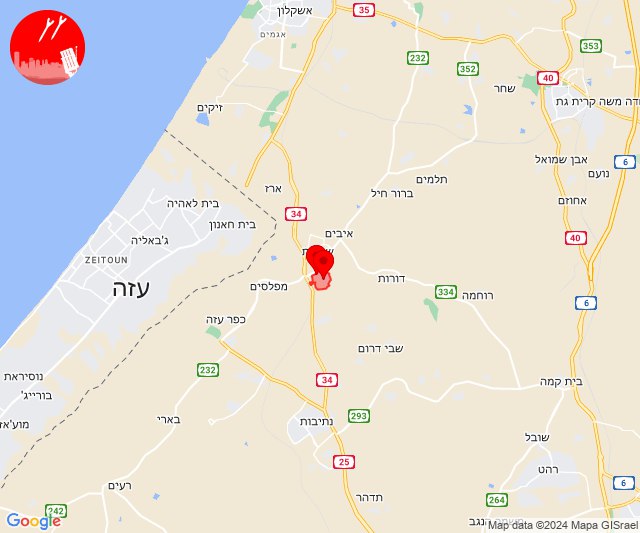 אשקלון
אגמים
35
232
353
352
40
שחר
דה משה קרית גת
זיקים
6
אבן שמואל
נועם
תלמים
ברור חיל
אחוזם
ארז
בית לאהיה
34
בית חאנון
איבים
40
ג'באליה
ZEITOUN
עזה
מפלסים
דורות
334
רוחמה
6
כפר עזה
שבי דרום
232
נוסיראת
בורייג'
34
בית קמה
293
בארי
נתיבות
מוע'אז
שובל
25
רהט
רעים
6
תדהר
264
242
Google
Map data ©2024 Mapa GISrael